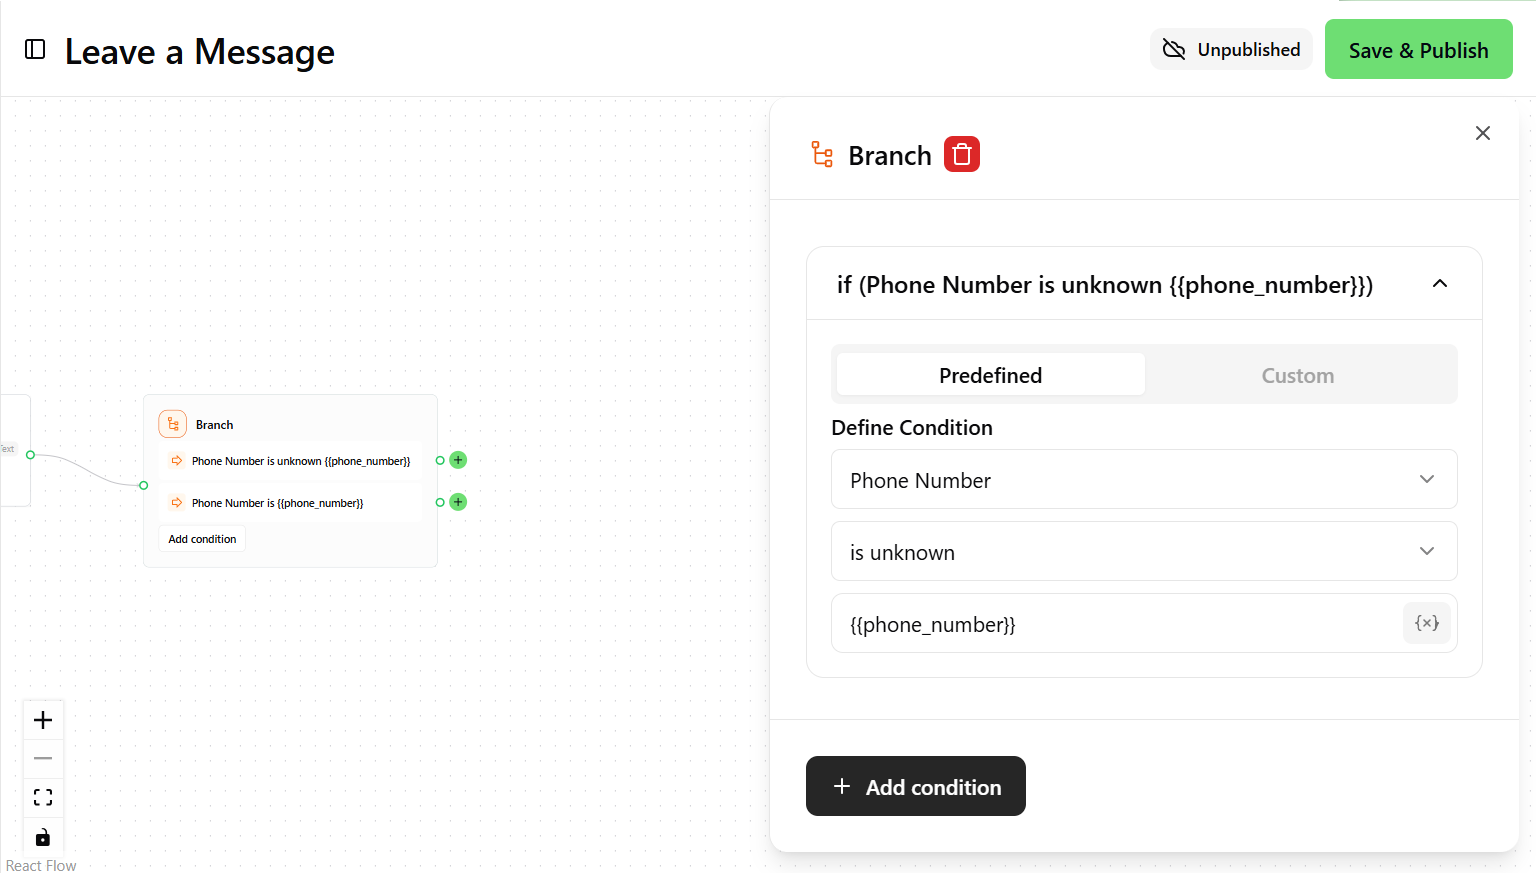 Leave a Message
Unpublished
Save & Publish
Branch
if (Phone Number is unknown {{phone_number}})
Predefined
Custom
Define Condition
Phone Number
is unknown
{{phone_number}}
{×}
Add condition
Text
Branch
Phone Number is unknown {{phone_number}}
Phone Number is {{phone_number}}
Add condition
React Flow